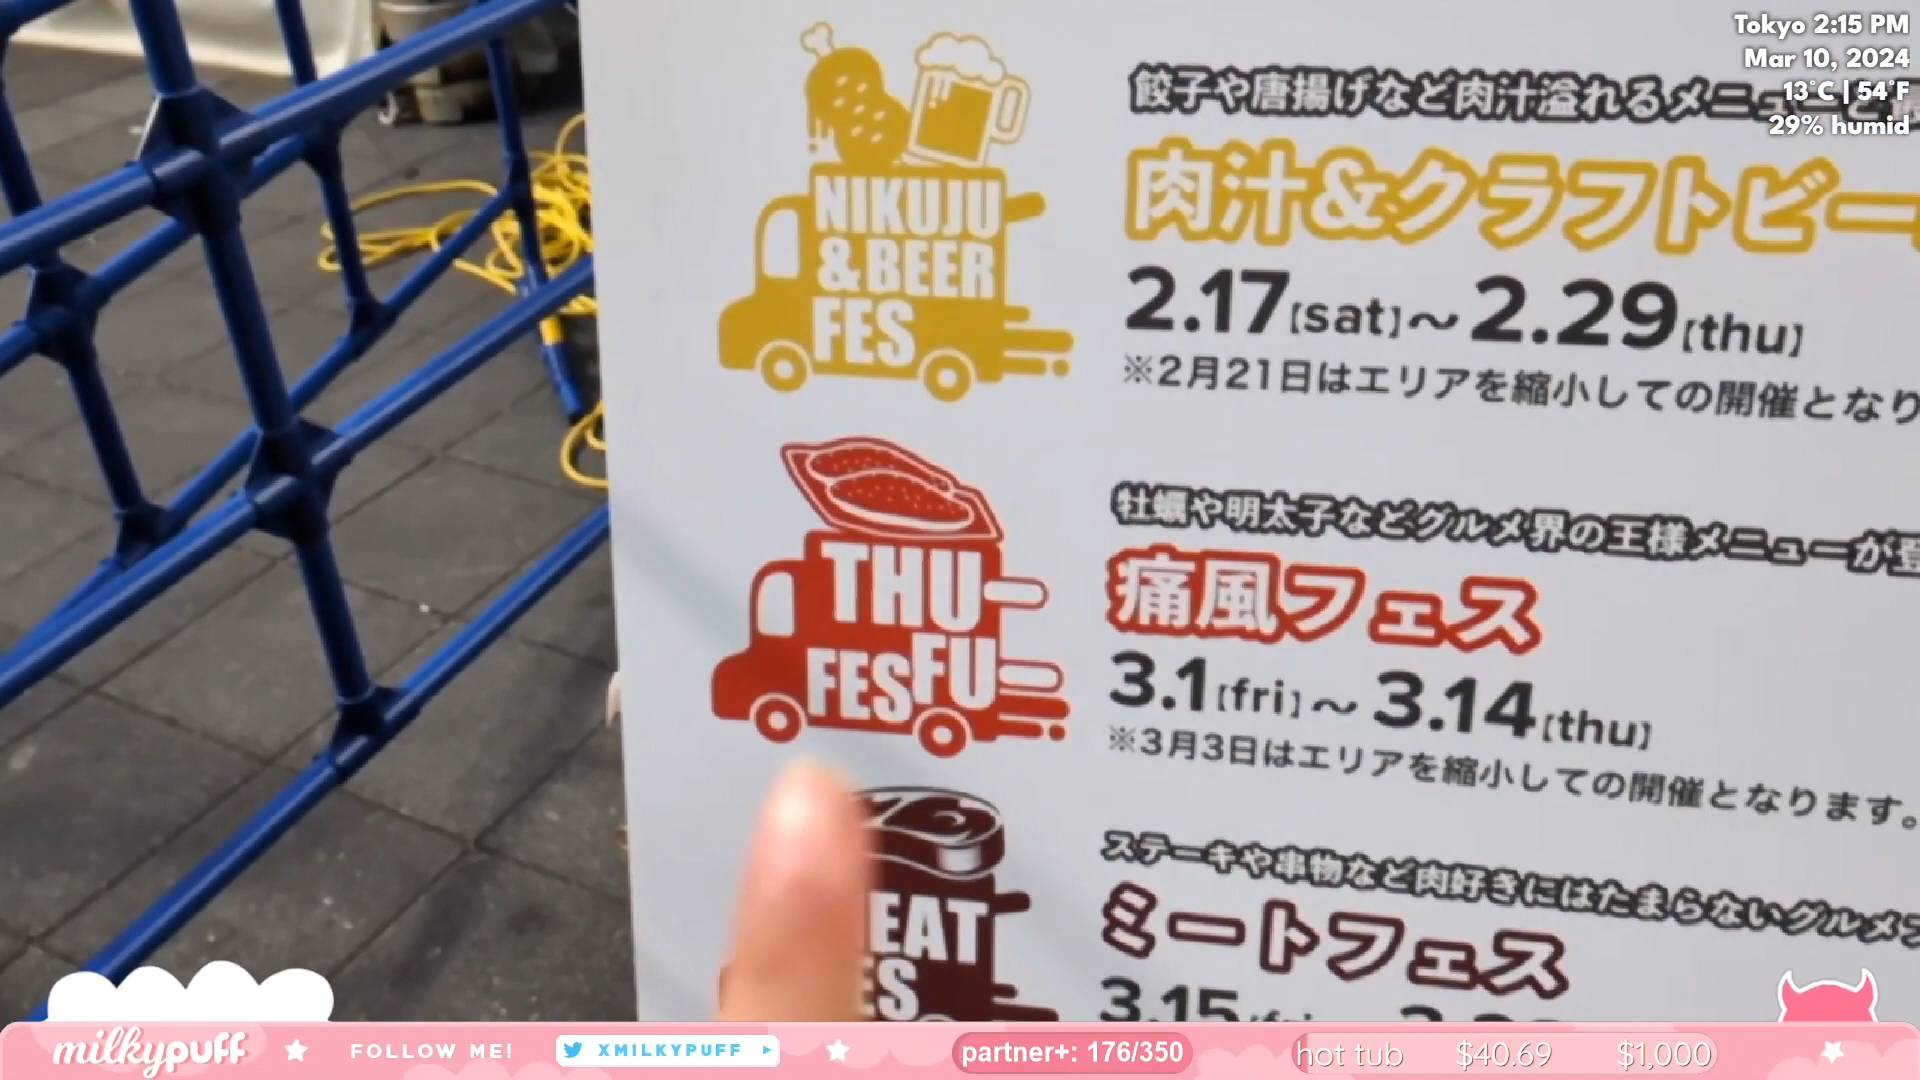 Tokyo 2:15 PM
Mar 10, 2024
13°C | 54°F
29% humid
餃子や唐揚げなど肉汁溢れるメニューと
NIKUJU
&BEER
FES
肉汁&クラフトビー
2.17[sat]～2.29[thu]
※2月21日はエリアを縮小しての開催となり
牡蠣や明太子などグルメ界の王様メニューが登
THU
FES FU
痛風フェス
3.1[fri]～3.14[thu]
※3月3日はエリアを縮小しての開催となります。
ステーキや串物など肉好きにはたまらないグルメフ
EAT
ES
ミートフェス
3.15
milkypuff
FOLLOW ME!
XMILKYPUFF
partner+: 176/350
hot tub $40.69 $1,000